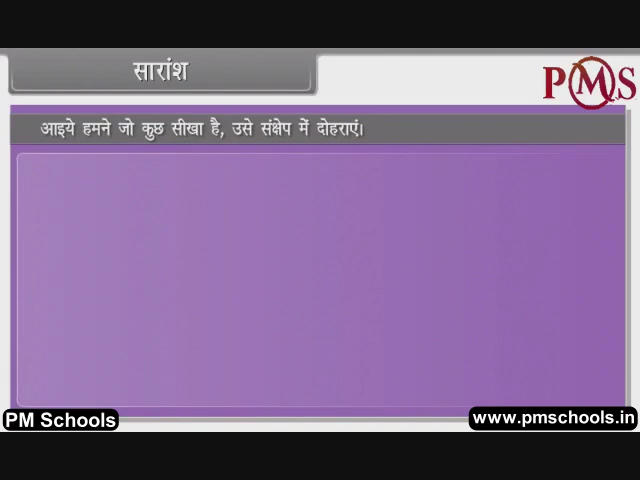 सारांश
PMS
आइये हमने जो कुछ सीखा है, उसे संक्षेप में दोहराएं।
PM Schools
www.pmschools.in